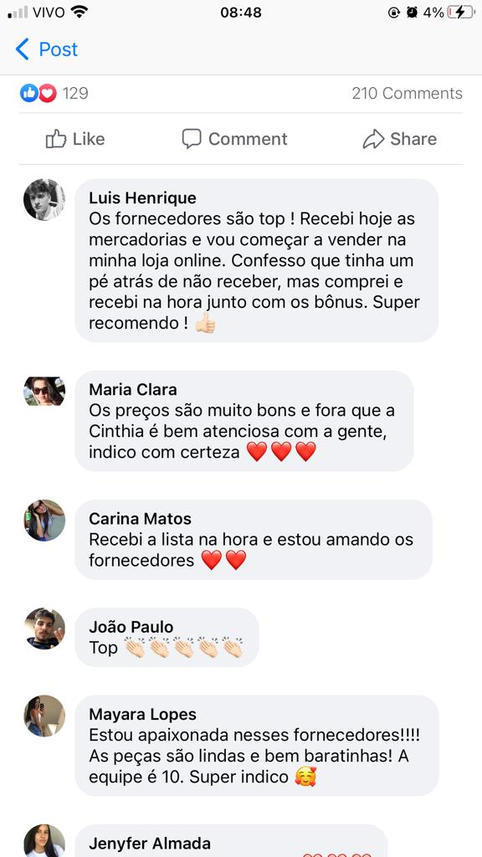 VIVO 08:48 4%
Post
129 210 Comments
Like Comment Share
Luis Henrique
Os fornecedores são top ! Recebi hoje as
mercadorias e vou começar a vender na
minha loja online. Confesso que tinha um
pé atrás de não receber, mas comprei e
recebi na hora junto com os bônus. Super
recomendo ! 👍🏻
Maria Clara
Os preços são muito bons e fora que a
Cinthia é bem atenciosa com a gente,
indico com certeza ❤️❤️❤️
Carina Matos
Recebi a lista na hora e estou amando os
fornecedores ❤️❤️
João Paulo
Top 👏🏻👏🏻👏🏻👏🏻👏🏻
Mayara Lopes
Estou apaixonada nesses fornecedores!!!!
As peças são lindas e bem baratinhas! A
equipe é 10. Super indico 🥰
Jenyfer Almada